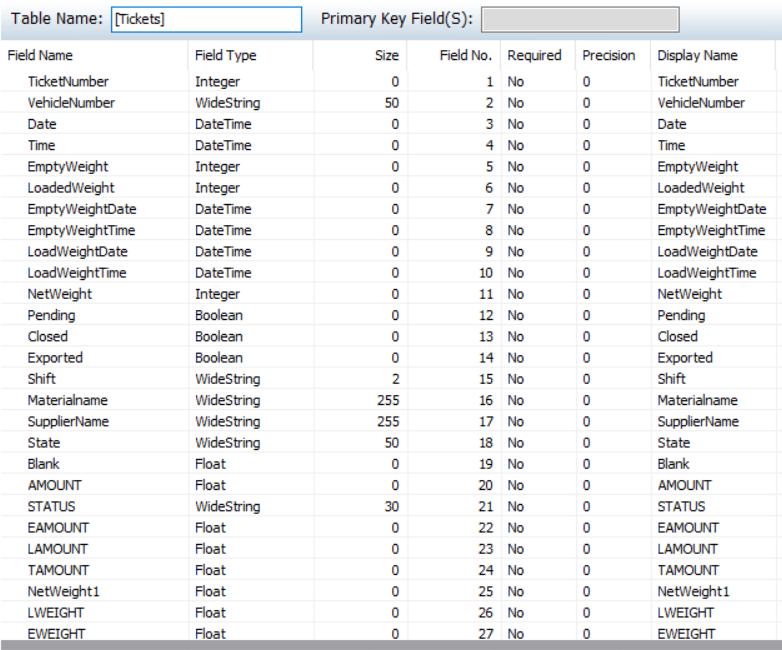 Table Name: [Tickets] Primary Key Field(S):
Field Name Field Type Size Field No. Required Precision Display Name
TicketNumber Integer 0 1 No 0 TicketNumber
VehicleNumber WideString 50 2 No 0 VehicleNumber
Date DateTime 0 3 No 0 Date
Time DateTime 0 4 No 0 Time
EmptyWeight Integer 0 5 No 0 EmptyWeight
LoadedWeight Integer 0 6 No 0 LoadedWeight
EmptyWeightDate DateTime 0 7 No 0 EmptyWeightDate
EmptyWeightTime DateTime 0 8 No 0 EmptyWeightTime
LoadWeightDate DateTime 0 9 No 0 LoadWeightDate
LoadWeightTime DateTime 0 10 No 0 LoadWeightTime
NetWeight Integer 0 11 No 0 NetWeight
Pending Boolean 0 12 No 0 Pending
Closed Boolean 0 13 No 0 Closed
Exported Boolean 0 14 No 0 Exported
Shift WideString 2 15 No 0 Shift
Materialname WideString 255 16 No 0 Materialname
SupplierName WideString 255 17 No 0 SupplierName
State WideString 50 18 No 0 State
Blank Float 0 19 No 0 Blank
AMOUNT Float 0 20 No 0 AMOUNT
STATUS WideString 30 21 No 0 STATUS
EAMOUNT Float 0 22 No 0 EAMOUNT
LAMOUNT Float 0 23 No 0 LAMOUNT
TAMOUNT Float 0 24 No 0 TAMOUNT
NetWeight1 Float 0 25 No 0 NetWeight1
LWEIGHT Float 0 26 No 0 LWEIGHT
EWEIGHT Float 0 27 No 0 EWEIGHT